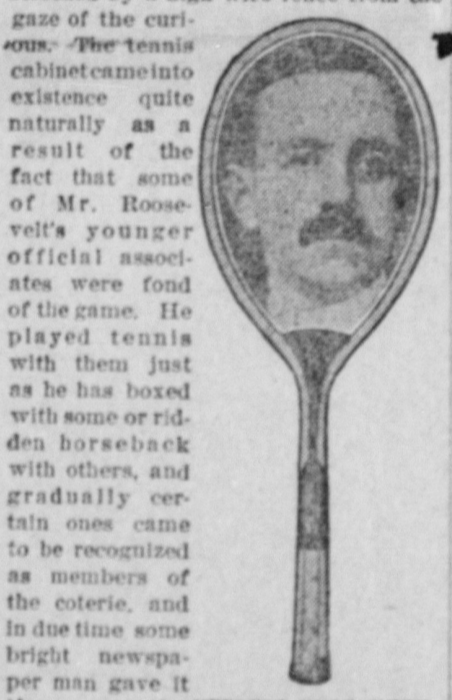 gaze of the curi-
ous. The tennis
cabinet came into
existence quite
naturally as a
result of the
fact that some
of Mr. Roose-
velt's younger
official associ-
ates were fond
of the game. He
played tennis
with them just
as he has boxed
with some or rid-
den horseback
with others, and
gradually cer-
tain ones came
to be recognized
as members of
the coterie, and
in due time some
bright newspa-
per man gave it